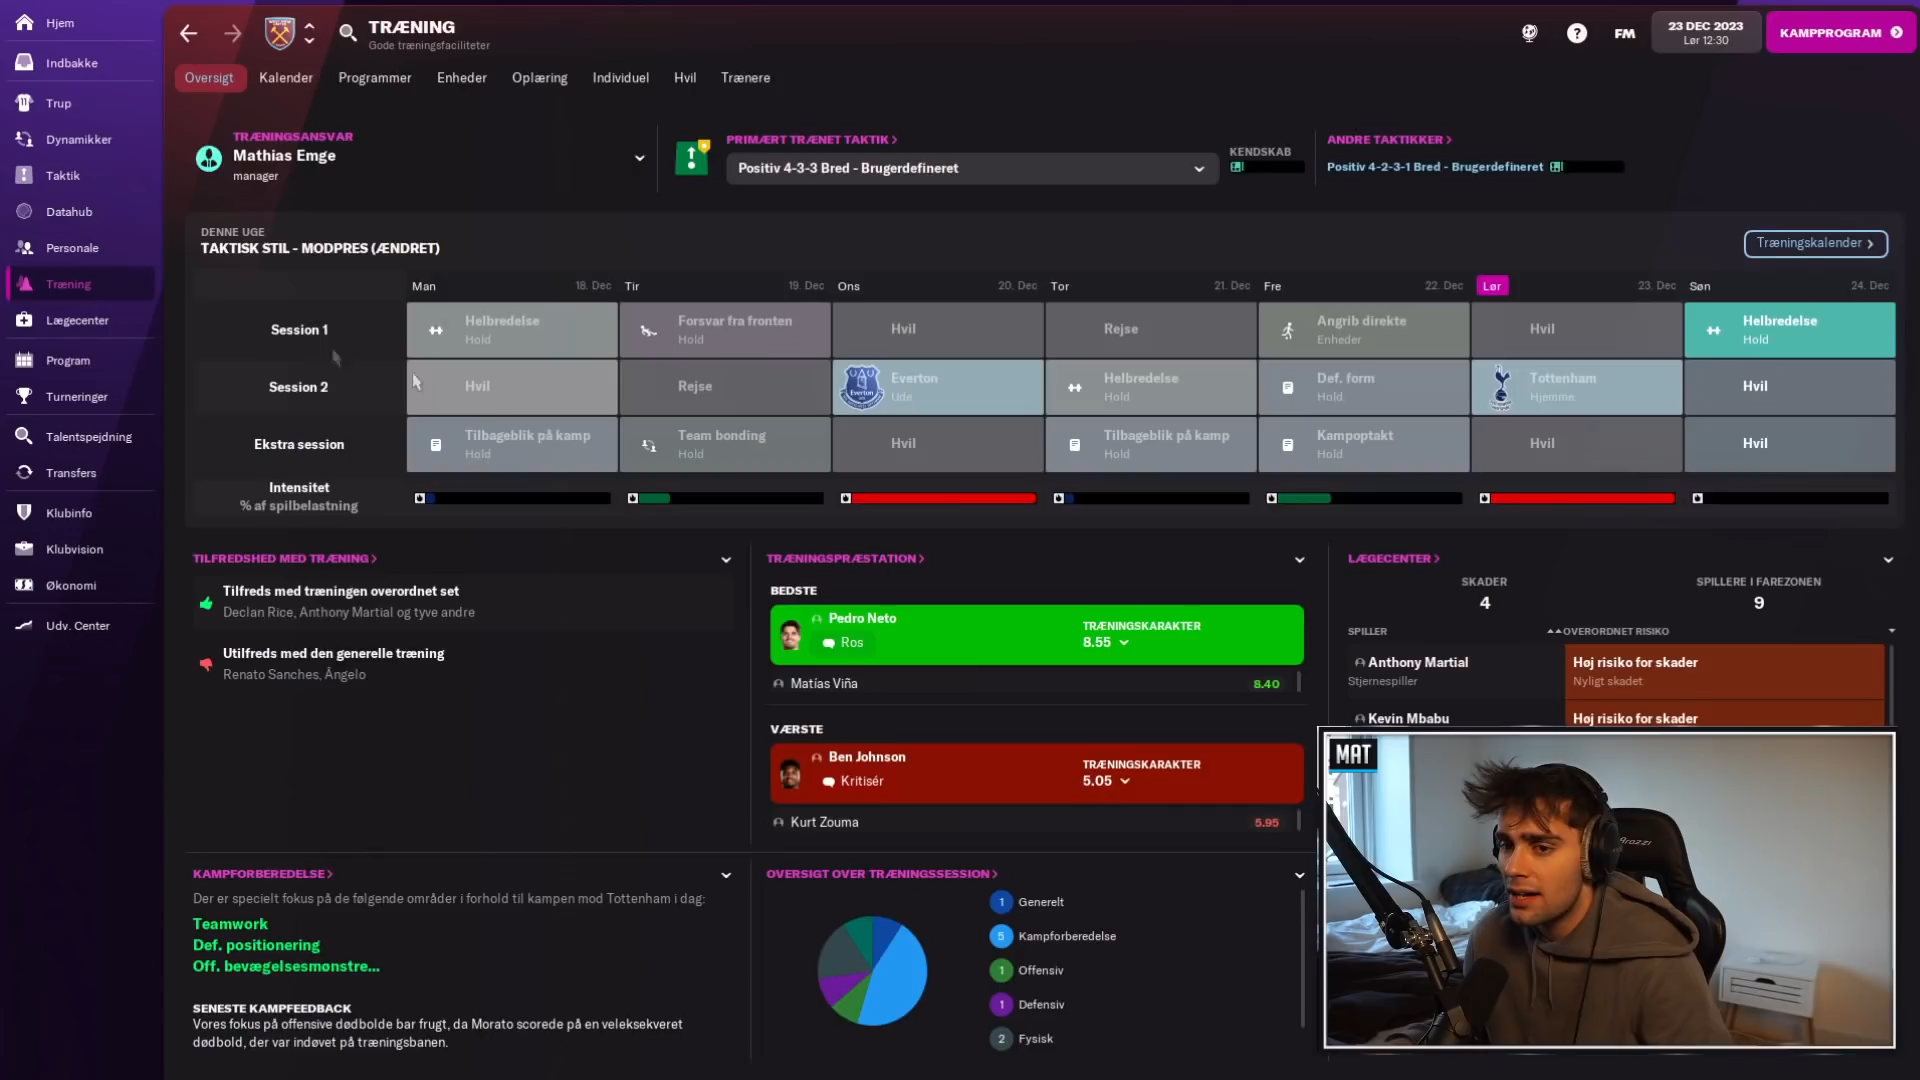 Hjem
Indbakke
Trup
Dynamikker
Taktik
Datahub
Personale
Træning
Lægecenter
Program
Turneringer
Talentspejdning
Transfers
Klubinfo
Klubvision
Økonomi
Udv. Center
TRÆNING
Gode træningsfaciliteter
FM
23 DEC 2023
Lør 12:30
KAMPPROGRAM
Oversigt
Kalender
Programmer
Enheder
Oplæring
Individuel
Hvil
Trænere
TRÆNINGSANSVAR
Mathias Emge
manager
PRIMÆRT TRÆNET TAKTIK
Positiv 4-3-3 Bred - Brugerdefineret
KENDSKAB
ANDRE TAKTIKKER
Positiv 4-2-3-1 Bred - Brugerdefineret
DENNE UGE
TAKTISK STIL - MODPRES (ÆNDRET)
Træningskalender
Man 18. Dec Tir 19. Dec Ons 20. Dec Tor 21. Dec Fre 22. Dec Lør 23. Dec Søn 24. Dec
Session 1
Helbredelse
Hold
Forsvar fra fronten
Hold
Hvil
Rejse
Angrib direkte
Enheder
Hvil
Helbredelse
Hold
Session 2
Hvil
Rejse
Everton
Ude
Helbredelse
Hold
Def. form
Hold
Tottenham
Hjemme
Hvil
Ekstra session
Tilbageblik på kamp
Hold
Team bonding
Hold
Hvil
Tilbageblik på kamp
Hold
Kampoptakt
Hold
Hvil
Hvil
Intensitet
% af spilbelastning
TILFREDSHED MED TRÆNING
Tilfreds med træningen overordnet set
Declan Rice, Anthony Martial og tyve andre
Utilfreds med den generelle træning
Renato Sanches, Ângelo
TRÆNINGSPRÆSTATION
BEDSTE
Pedro Neto
Ros
TRÆNINGSKARAKTER
8.55
Matías Viña 8.40
VÆRSTE
Ben Johnson
Kritisér
TRÆNINGSKARAKTER
5.05
Kurt Zouma 5.95
LÆGECENTER
SKADER
4
SPILLERE I FAREZONEN
9
SPILLER OVERORDNET RISIKO
Anthony Martial
Stjernespiller
Høj risiko for skader
Nyligt skadet
Kevin Mbabu
Høj risiko for skader
MAT
Arozzi
KAMPFORBEREDELSE
Der er specielt fokus på de følgende områder i forhold til kampen mod Tottenham i dag:
Teamwork
Def. positionering
Off. bevægelsesmønstre...
SENESTE KAMPFEEDBACK
Vores fokus på offensive dødbolde bar frugt, da Morato scorede på en veleksekveret
dødbold, der var indøvet på træningsbanen.
OVERSIGT OVER TRÆNINGSSESSION
1 Generelt
5 Kampforberedelse
1 Offensiv
1 Defensiv
2 Fysisk